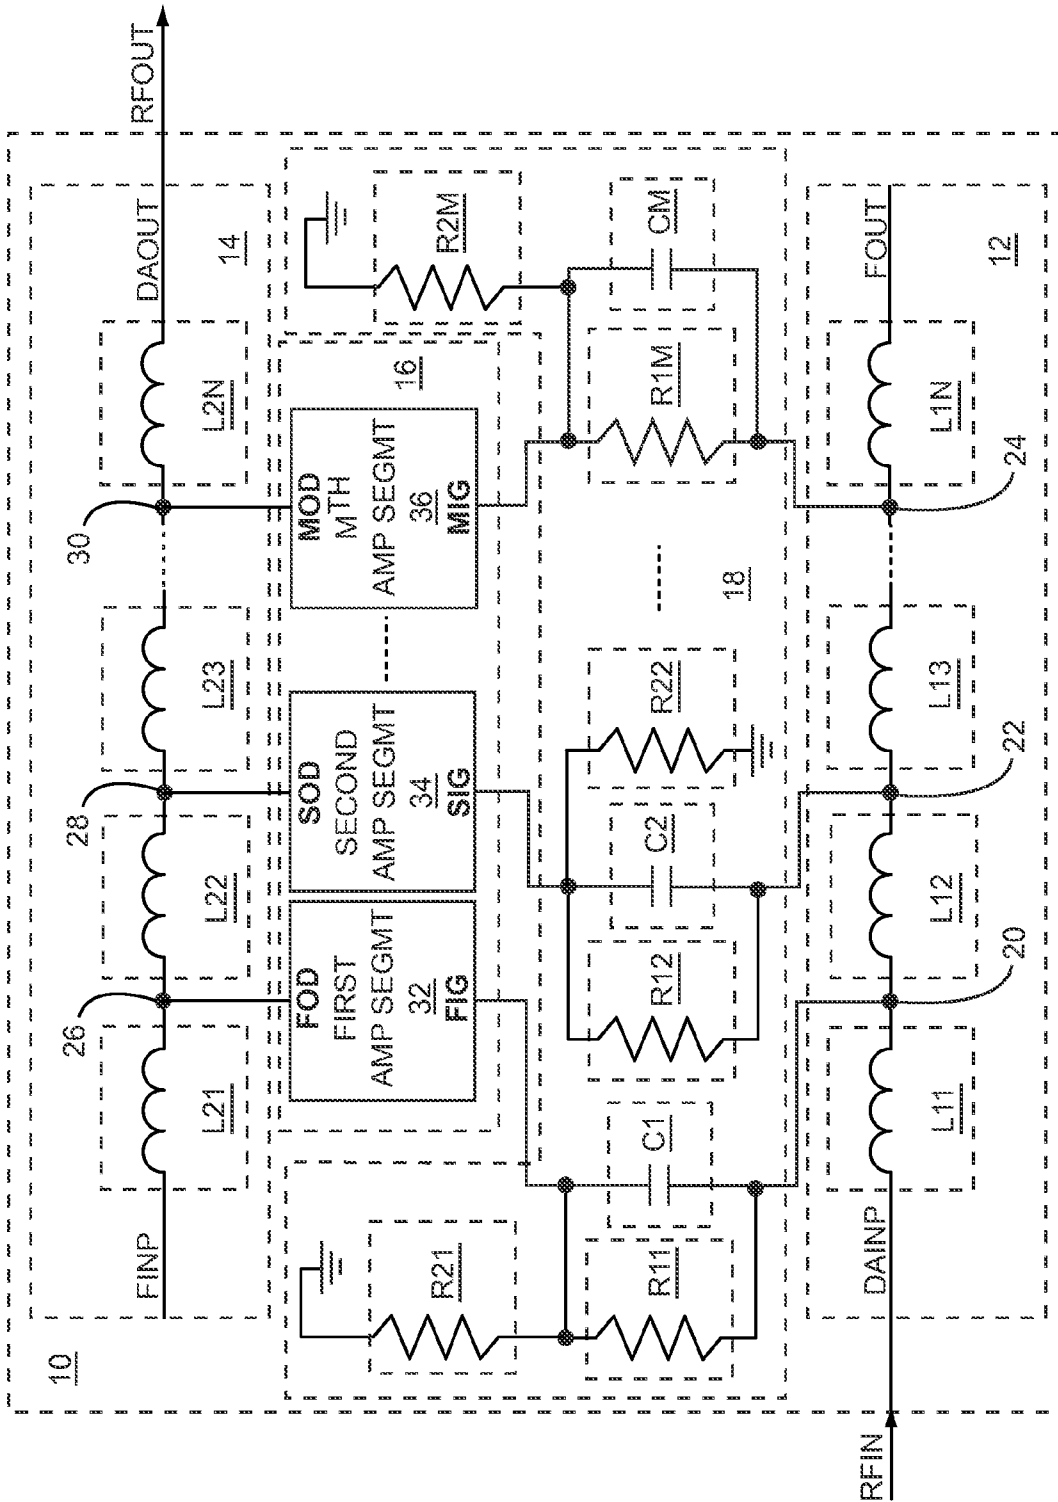 10
RFOUT
FINP
L21
26
L22
28
L23
30
L2N
DAOUT
14
FOD
FIRST
AMP SEGMT
32
FIG
SOD
SECOND
AMP SEGMT
34
SIG
MOD
MTH
AMP SEGMT
36
MIG
16
R21
R2M
R11
C1
R12
C2
R22
R1M
CM
18
RFIN
DAINP
L11
20
L12
22
L13
24
L1N
FOUT
12